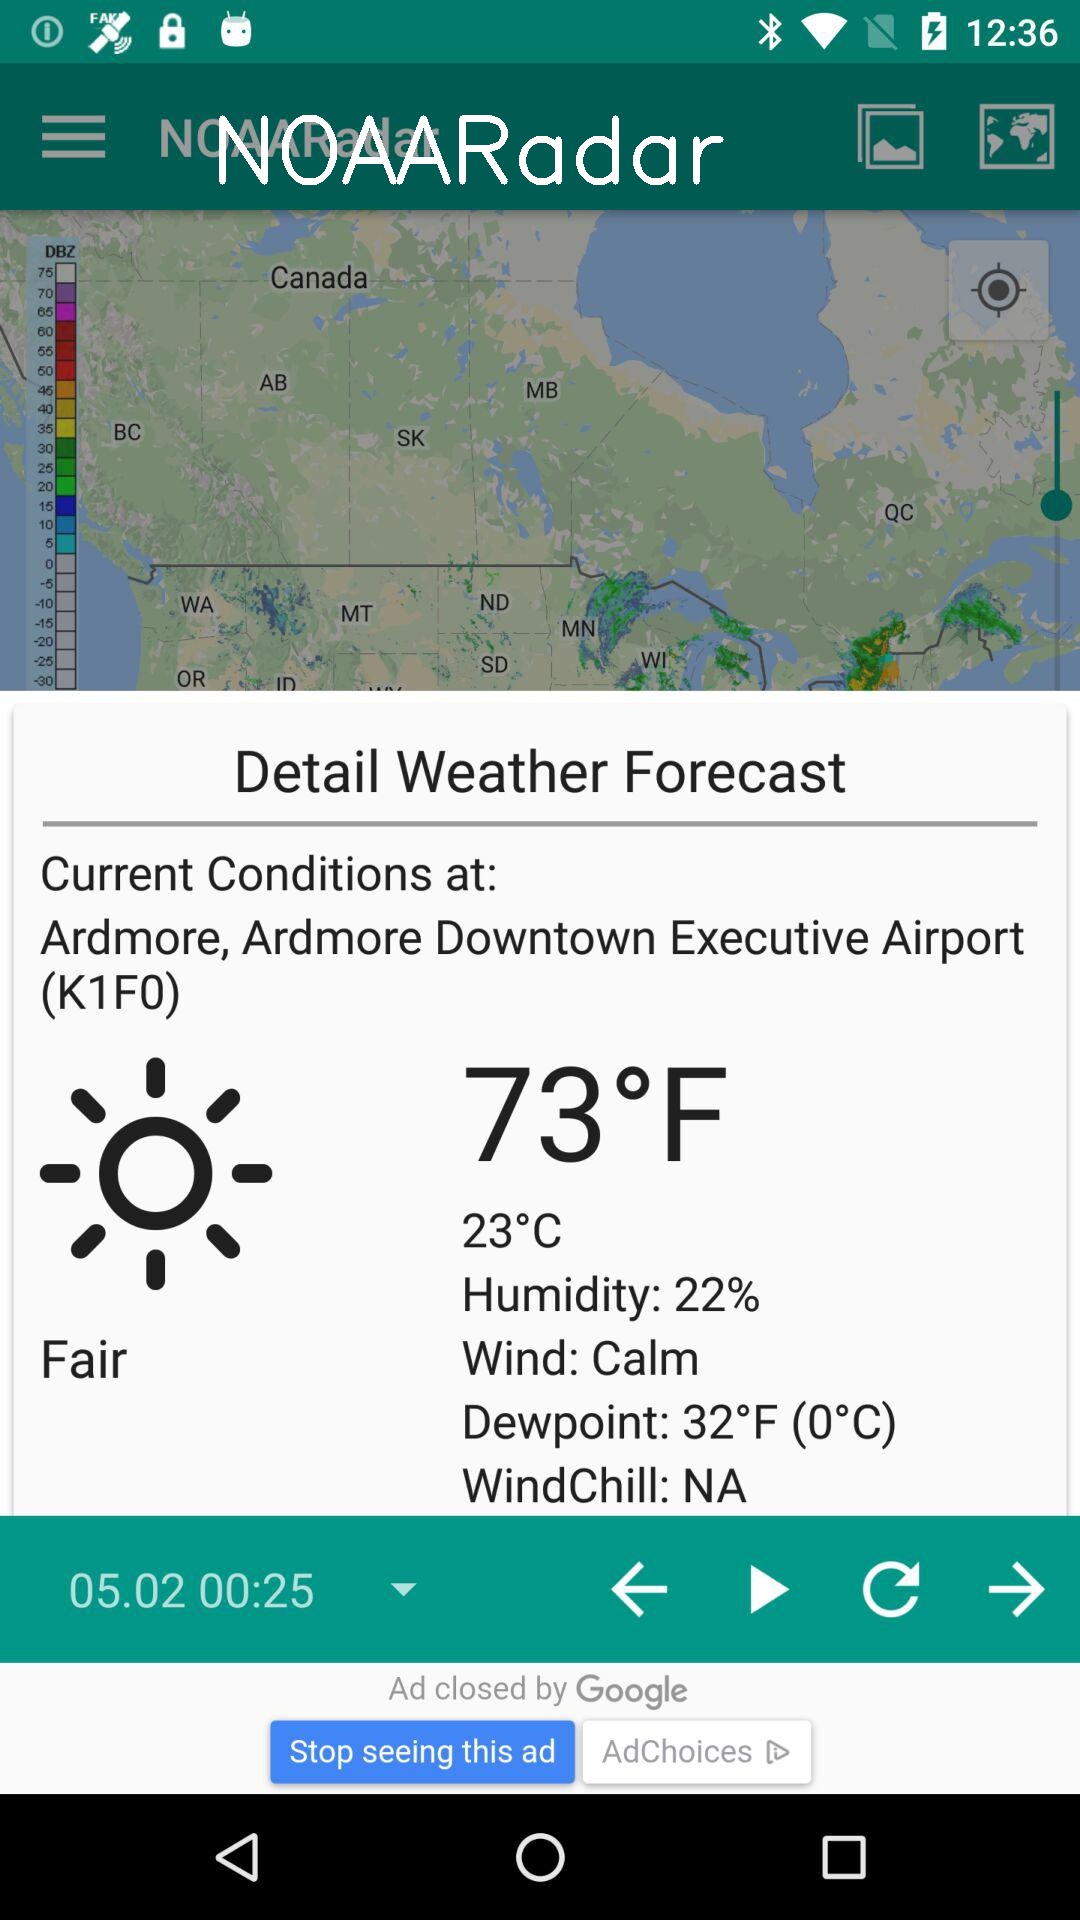 FAKE
12:36
NOAARadar
NOAARadar
DBZ
75
70
65
60
55
50
45
40
35
30
25
20
15
10
5
0
-5
-10
-15
-20
-25
-30
Canada
AB
MB
BC
SK
QC
WA
MT
ND
MN
SD
WI
OR
ID
WY
Detail Weather Forecast
Current Conditions at:
Ardmore, Ardmore Downtown Executive Airport
(K1F0)
73°F
23°C
Humidity: 22%
Fair
Wind: Calm
Dewpoint: 32°F (0°C)
WindChill: NA
05.02 00:25
Ad closed by Google
Stop seeing this ad
AdChoices